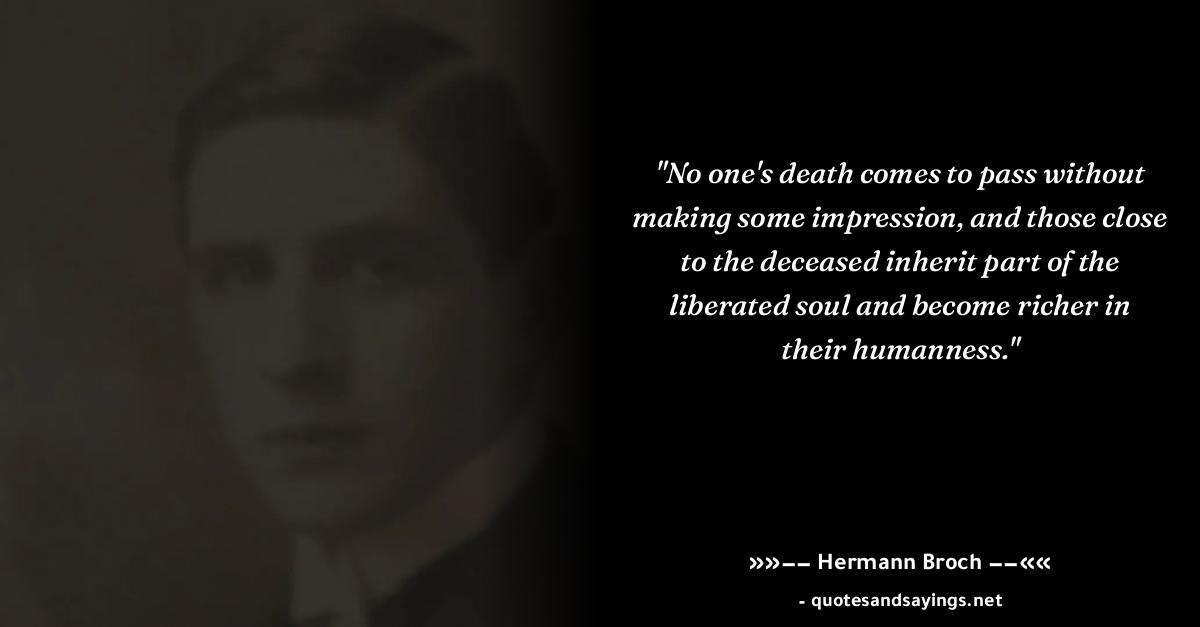 "No one's death comes to pass without
making some impression, and those close
to the deceased inherit part of the
liberated soul and become richer in
their humanness."
»»–– Hermann Broch ––««
- quotesandsayings.net